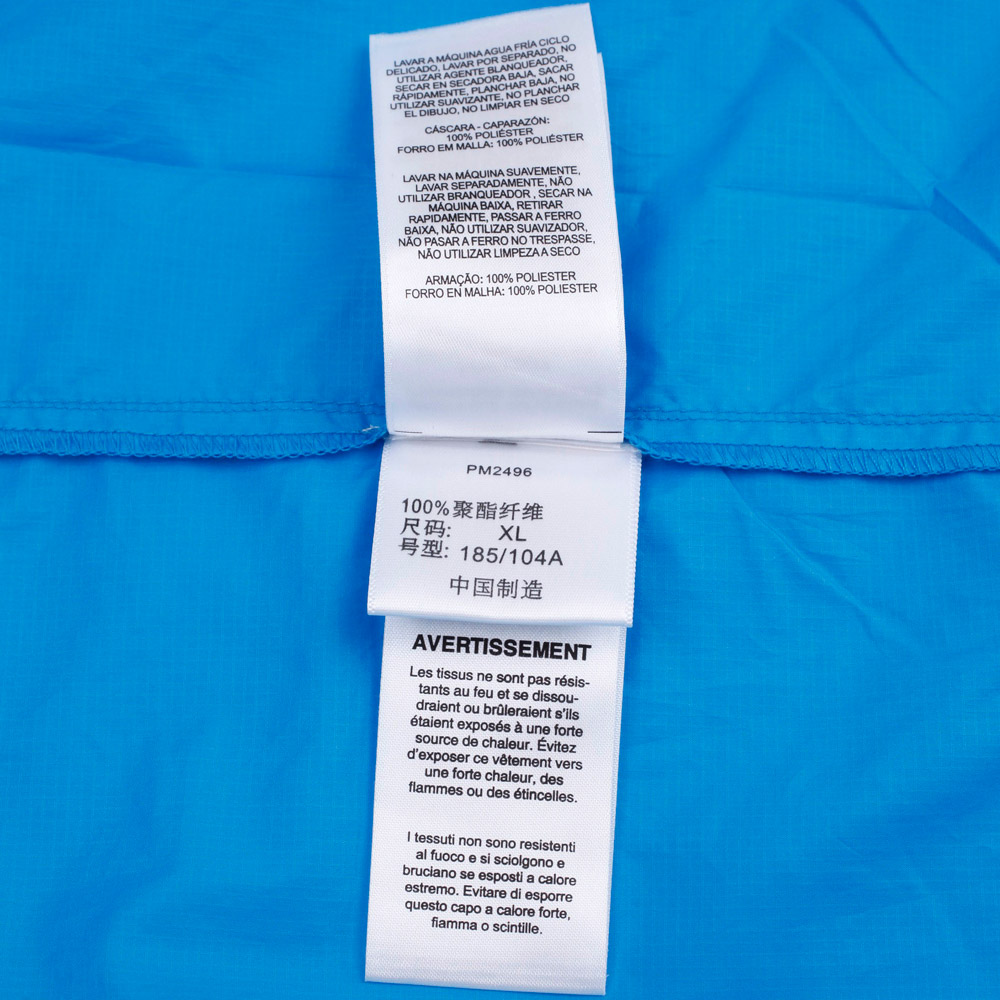 LAVAR A MÁQUINA AGUA FRÍA CICLO
DELICADO, LAVAR POR SEPARADO, NO
UTILIZAR AGENTE BLANQUEADOR,
SECAR EN SECADORA BAJA, SACAR
RÁPIDAMENTE, PLANCHAR BAJA, NO
UTILIZAR SUAVIZANTE, NO PLANCHAR
EL DIBUJO, NO LIMPIAR EN SECO
CÁSCARA - CAPARAZÓN:
100% POLIÉSTER
FORRO EM MALLA: 100% POLIÉSTER
LAVAR NA MÁQUINA SUAVEMENTE,
LAVAR SEPARADAMENTE, NÃO
UTILIZAR BRANQUEADOR , SECAR NA
MÁQUINA BAIXA, RETIRAR
RAPIDAMENTE, PASSAR A FERRO
BAIXA, NÃO UTILIZAR SUAVIZADOR,
NÃO PASAR A FERRO NO TRESPASSE,
NÃO UTILIZAR LIMPEZA A SECO
ARMAÇÃO: 100% POLIESTER
FORRO EN MALHA: 100% POLIESTER
PM2496
100%聚酯纤维
尺码: XL
号型: 185/104A
中国制造
AVERTISSEMENT
Les tissus ne sont pas résis-
tants au feu et se dissou-
draient ou brûleraient s'ils
étaient exposés à une forte
source de chaleur. Évitez
d'exposer ce vêtement vers
une forte chaleur, des
flammes ou des étincelles.
I tessuti non sono resistenti
al fuoco e si sciolgono e
bruciano se esposti a calore
estremo. Evitare di esporre
questo capo a calore forte,
fiamma o scintille.